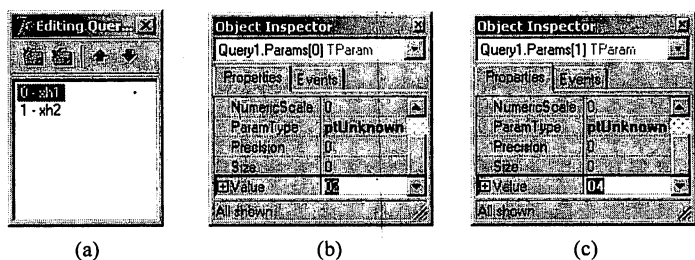 Editing Quer...
0 - xh1
1 - xh2
(a)
Object Inspector
Query1.Params[0] TParam
Properties Events
NumericScale 0
ParamType ptUnknown
Precision 0
Size 0
Value 03
All shown
(b)
Object Inspector
Query1.Params[1] TParam
Properties Events
NumericScale 0
ParamType ptUnknown
Precision 0
Size 0
Value 04
All shown
(c)